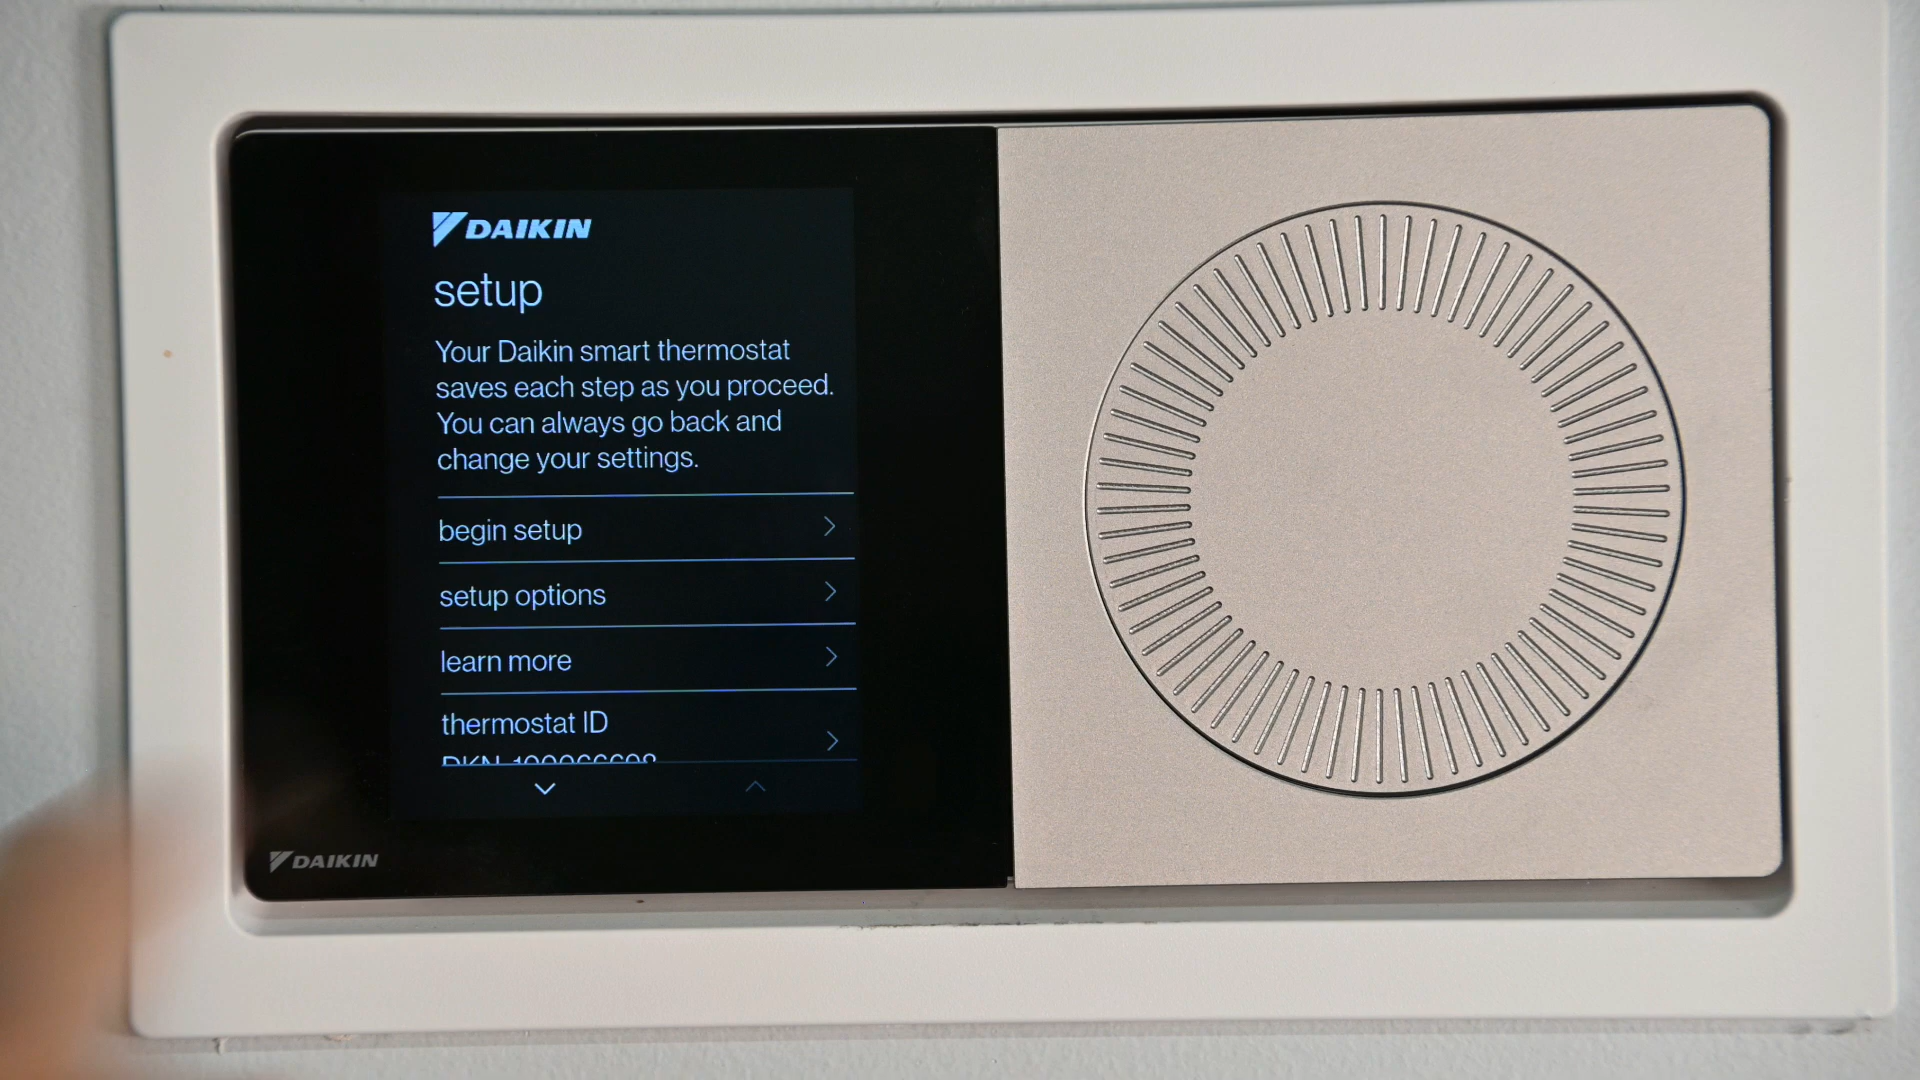 DAIKIN
setup
Your Daikin smart thermostat
saves each step as you proceed.
You can always go back and
change your settings.
begin setup
setup options
learn more
thermostat ID
DAIKIN